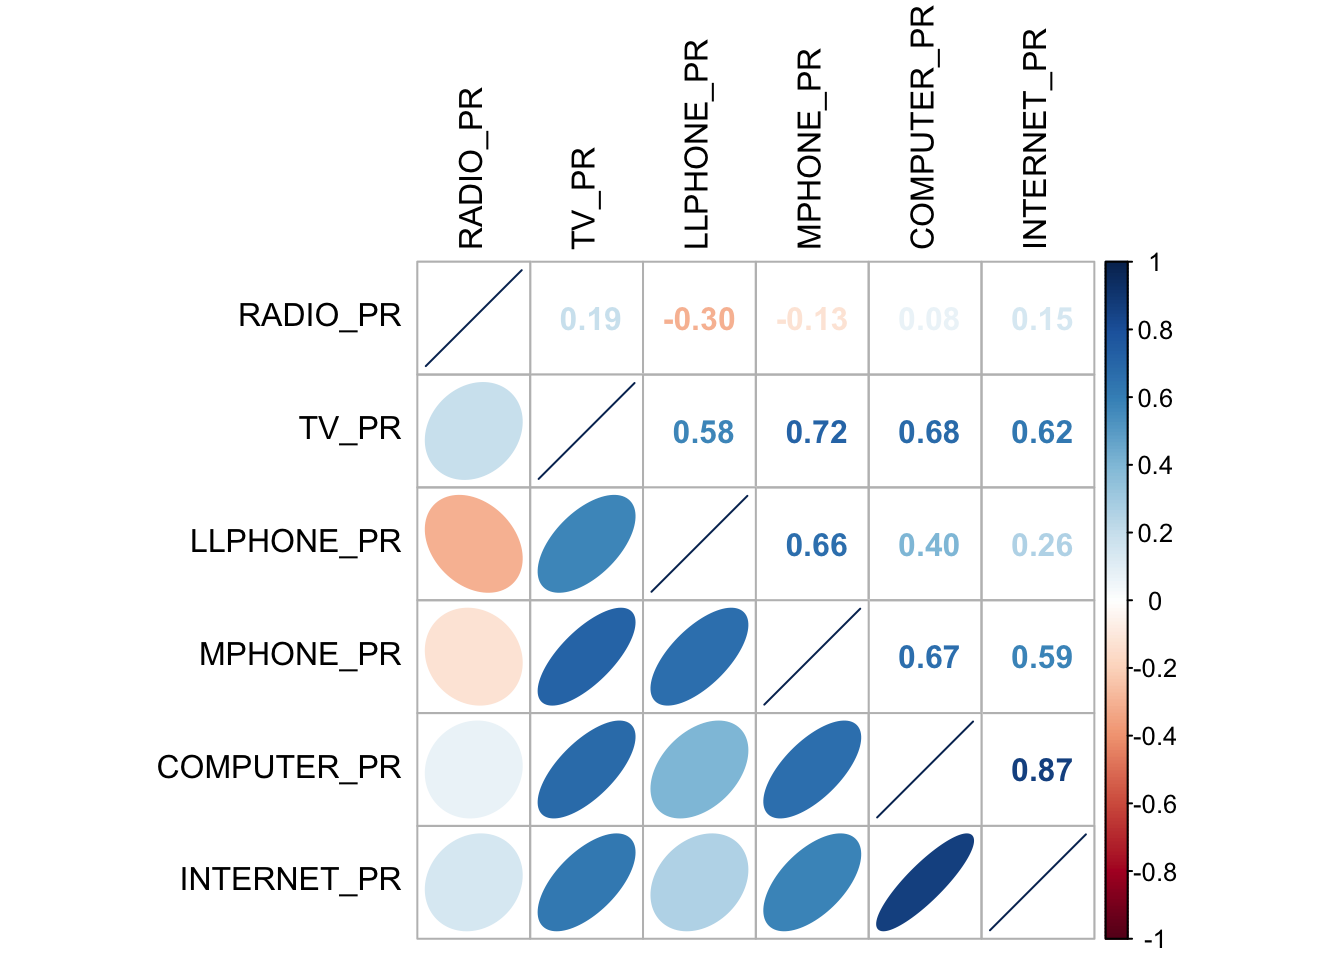 RADIO_PR
TV_PR
LLPHONE_PR
MPHONE_PR
COMPUTER_PR
INTERNET_PR
RADIO_PR 0.19 -0.30 -0.13 0.08 0.15
TV_PR 0.58 0.72 0.68 0.62
LLPHONE_PR 0.66 0.40 0.26
MPHONE_PR 0.67 0.59
COMPUTER_PR 0.87
INTERNET_PR
1
0.8
0.6
0.4
0.2
0
-0.2
-0.4
-0.6
-0.8
-1